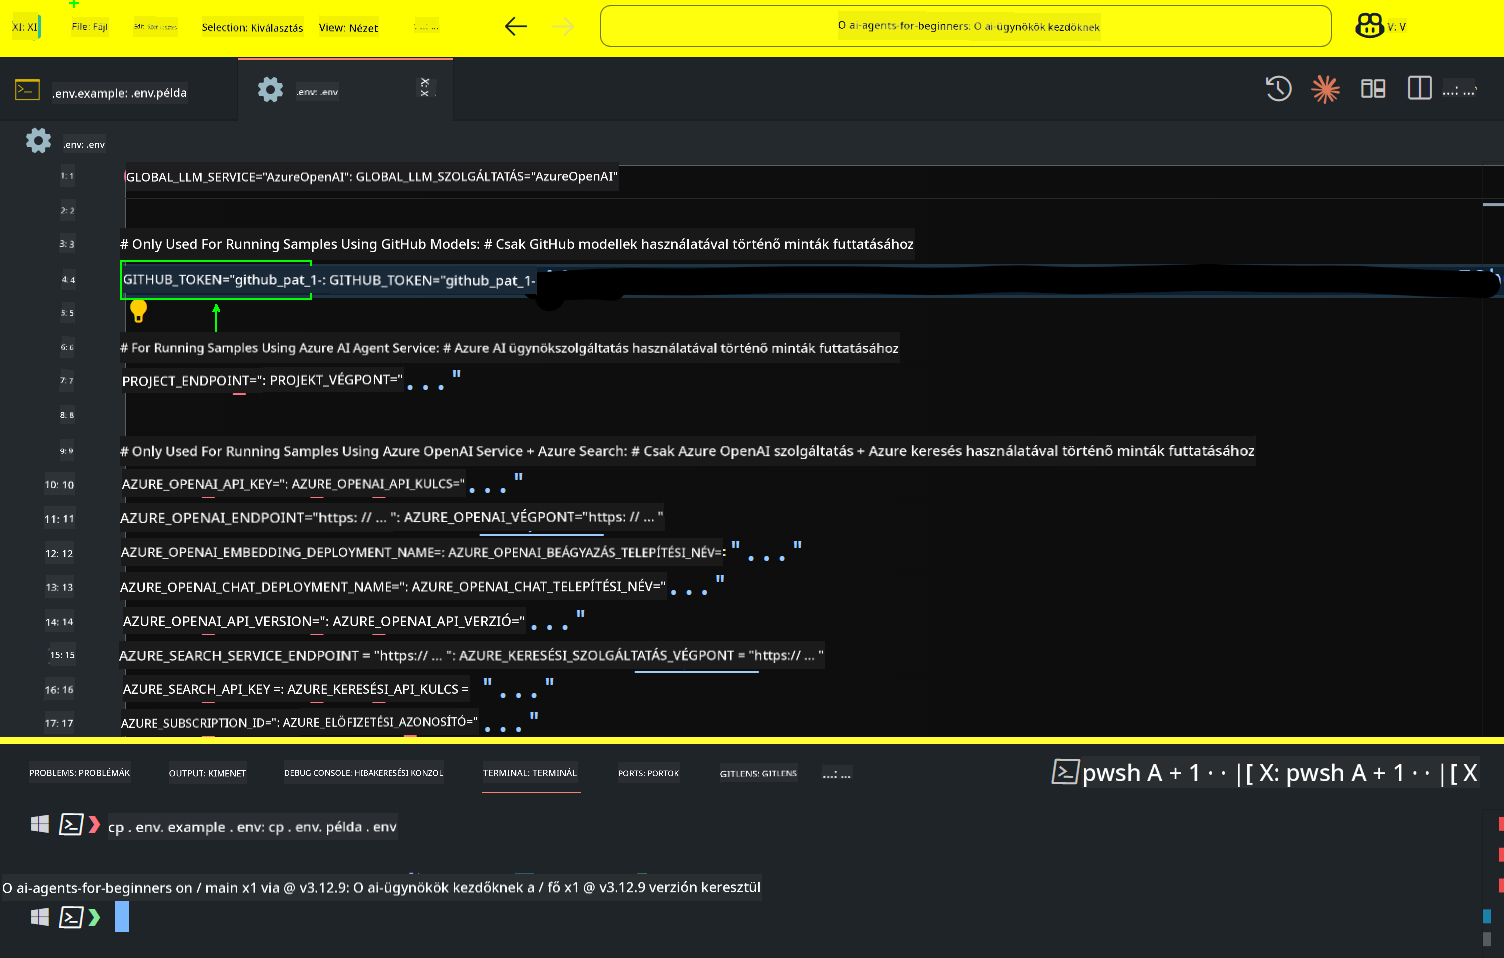 XI: XI File: Fájl Selection: Kiválasztás View: Nézet ...: ... O ai-agents-for-beginners: O ai-ügynökök kezdőknek V: V
.env.example: .env.példa .env: .env X: X ...: ...
.env: .env
1: 1 GLOBAL_LLM_SERVICE="AzureOpenAI": GLOBAL_LLM_SZOLGÁLTATÁS="AzureOpenAI"
2: 2
3: 3 # Only Used For Running Samples Using GitHub Models: # Csak GitHub modellek használatával történő minták futtatásához
4: 4 GITHUB_TOKEN="github_pat_1-: GITHUB_TOKEN="github_pat_1-
5: 5
6: 6 # For Running Samples Using Azure AI Agent Service: # Azure AI ügynökszolgáltatás használatával történő minták futtatásához
7: 7 PROJECT_ENDPOINT=": PROJEKT_VÉGPONT="..."
8: 8
9: 9 # Only Used For Running Samples Using Azure OpenAI Service + Azure Search: # Csak Azure OpenAI szolgáltatás + Azure keresés használatával történő minták futtatásához
10: 10 AZURE_OPENAI_API_KEY=": AZURE_OPENAI_API_KULCS="..."
11: 11 AZURE_OPENAI_ENDPOINT="https: // ... ": AZURE_OPENAI_VÉGPONT="https: // ... "
12: 12 AZURE_OPENAI_EMBEDDING_DEPLOYMENT_NAME=: AZURE_OPENAI_BEÁGYAZÁS_TELEPÍTÉSI_NÉV=: "..."
13: 13 AZURE_OPENAI_CHAT_DEPLOYMENT_NAME=": AZURE_OPENAI_CHAT_TELEPÍTÉSI_NÉV="..."
14: 14 AZURE_OPENAI_API_VERSION=": AZURE_OPENAI_API_VERZIÓ="..."
15: 15 AZURE_SEARCH_SERVICE_ENDPOINT = "https:// ... ": AZURE_KERESÉSI_SZOLGÁLTATÁS_VÉGPONT = "https:// ... "
16: 16 AZURE_SEARCH_API_KEY =: AZURE_KERESÉSI_API_KULCS = "..."
17: 17 AZURE_SUBSCRIPTION_ID=": AZURE_ELŐFIZETÉSI_AZONOSÍTÓ="..."
PROBLEMS: PROBLÉMÁK OUTPUT: KIMENET DEBUG CONSOLE: HIBAKERESÉSI KONZOL TERMINAL: TERMINÁL PORTS: PORTOK GITLENS: GITLENS ...: ... pwsh A + 1 · · |[ X: pwsh A + 1 · · |[ X
cp . env. example . env: cp . env. példa . env
O ai-agents-for-beginners on / main x1 via @ v3.12.9: O ai-ügynökök kezdőknek a / fő x1 @ v3.12.9 verzión keresztül